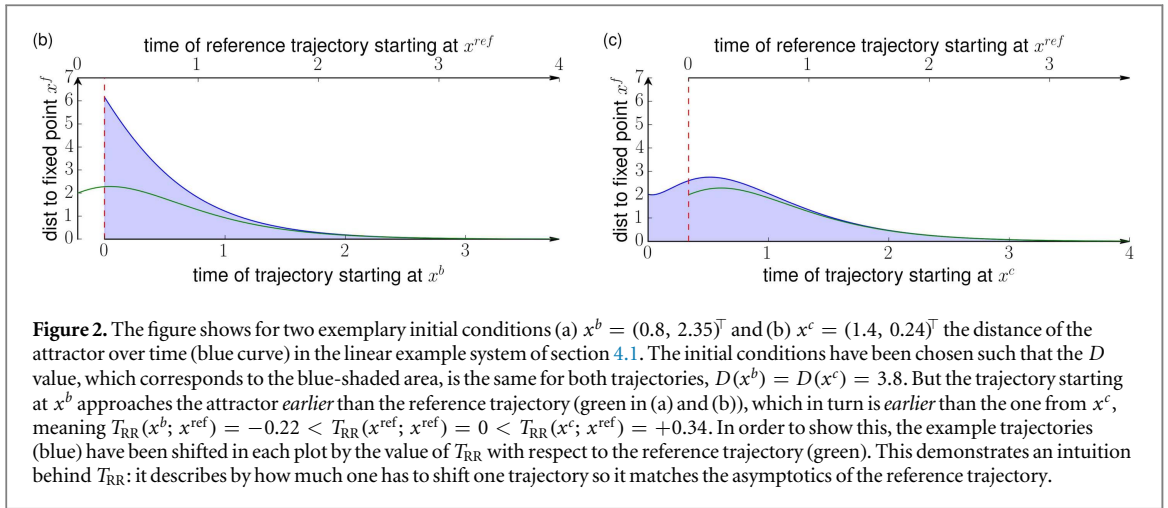 (b)
time of reference trajectory starting at x^ref
0 1 2 3 4
dist to fixed point x^f
7
6
5
4
3
2
1
0
0 1 2 3
time of trajectory starting at x^b
(c)
time of reference trajectory starting at x^ref
0 1 2 3
dist to fixed point x^f
7
6
5
4
3
2
1
0
0 1 2 3 4
time of trajectory starting at x^c
Figure 2. The figure shows for two exemplary initial conditions (a) x^b = (0.8, 2.35)^⊤ and (b) x^c = (1.4, 0.24)^⊤ the distance of the
attractor over time (blue curve) in the linear example system of section 4.1. The initial conditions have been chosen such that the D
value, which corresponds to the blue-shaded area, is the same for both trajectories, D(x^b) = D(x^c) = 3.8. But the trajectory starting
at x^b approaches the attractor earlier than the reference trajectory (green in (a) and (b)), which in turn is earlier than the one from x^c,
meaning T_RR(x^b; x^ref) = −0.22 < T_RR(x^ref; x^ref) = 0 < T_RR(x^c; x^ref) = +0.34. In order to show this, the example trajectories
(blue) have been shifted in each plot by the value of T_RR with respect to the reference trajectory (green). This demonstrates an intuition
behind T_RR: it describes by how much one has to shift one trajectory so it matches the asymptotics of the reference trajectory.